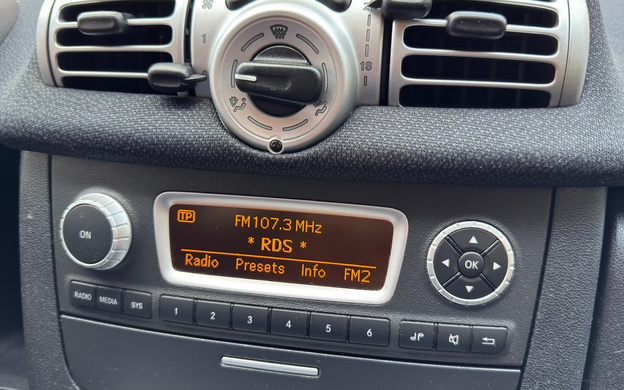 18
TP
FM107.3 MHz
* RDS *
Radio Presets Info FM2
ON
OK
RADIO MEDIA SYS
1 2 3 4 5 6